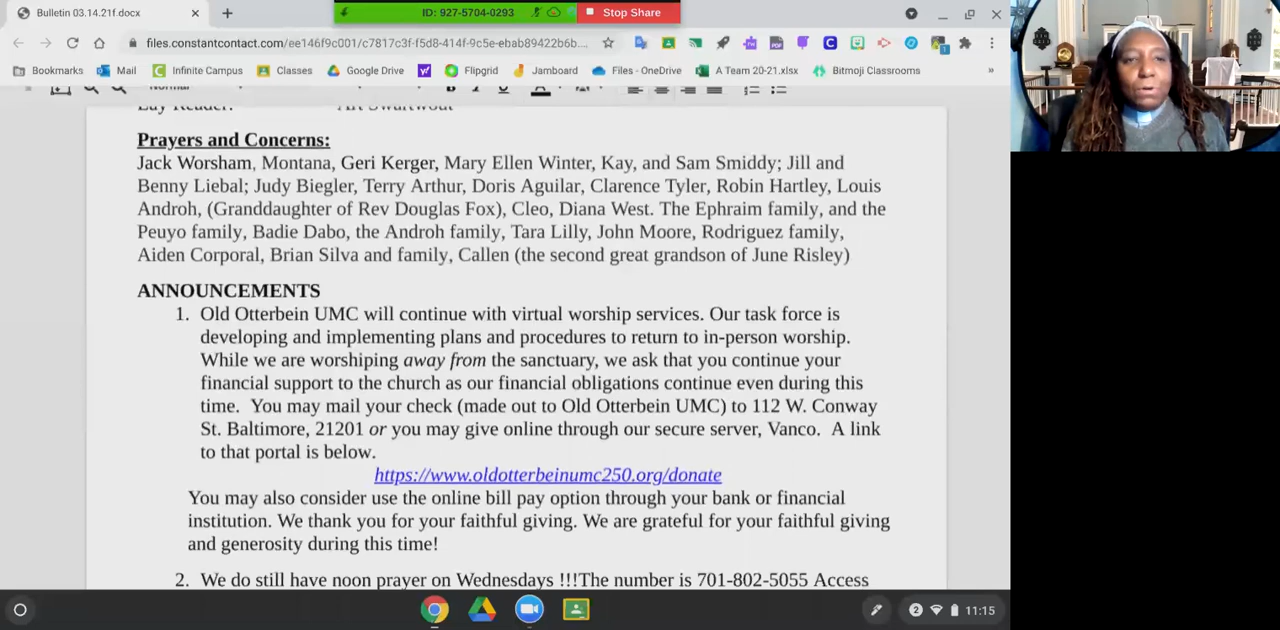 Bulletin 03.14.21f.docx
ID: 927-5704-0293
Stop Share
files.constantcontact.com/ee146f9c001/c7817c3f-f5d8-414f-9c5e-ebab89422b6b....
Bookmarks Mail Infinite Campus Classes Google Drive Flipgrid Jamboard Files - OneDrive A Team 20-21.xlsx Bitmoji Classrooms »
Lay Reader: Art Swartwout
Prayers and Concerns:
Jack Worsham, Montana, Geri Kerger, Mary Ellen Winter, Kay, and Sam Smiddy; Jill and
Benny Liebal; Judy Biegler, Terry Arthur, Doris Aguilar, Clarence Tyler, Robin Hartley, Louis
Androh, (Granddaughter of Rev Douglas Fox), Cleo, Diana West. The Ephraim family, and the
Peuyo family, Badie Dabo, the Androh family, Tara Lilly, John Moore, Rodriguez family,
Aiden Corporal, Brian Silva and family, Callen (the second great grandson of June Risley)
ANNOUNCEMENTS
1. Old Otterbein UMC will continue with virtual worship services. Our task force is
developing and implementing plans and procedures to return to in-person worship.
While we are worshiping away from the sanctuary, we ask that you continue your
financial support to the church as our financial obligations continue even during this
time. You may mail your check (made out to Old Otterbein UMC) to 112 W. Conway
St. Baltimore, 21201 or you may give online through our secure server, Vanco. A link
to that portal is below.
https://www.oldotterbeinumc250.org/donate
You may also consider use the online bill pay option through your bank or financial
institution. We thank you for your faithful giving. We are grateful for your faithful giving
and generosity during this time!
2. We do still have noon prayer on Wednesdays !!!The number is 701-802-5055 Access
2 11:15